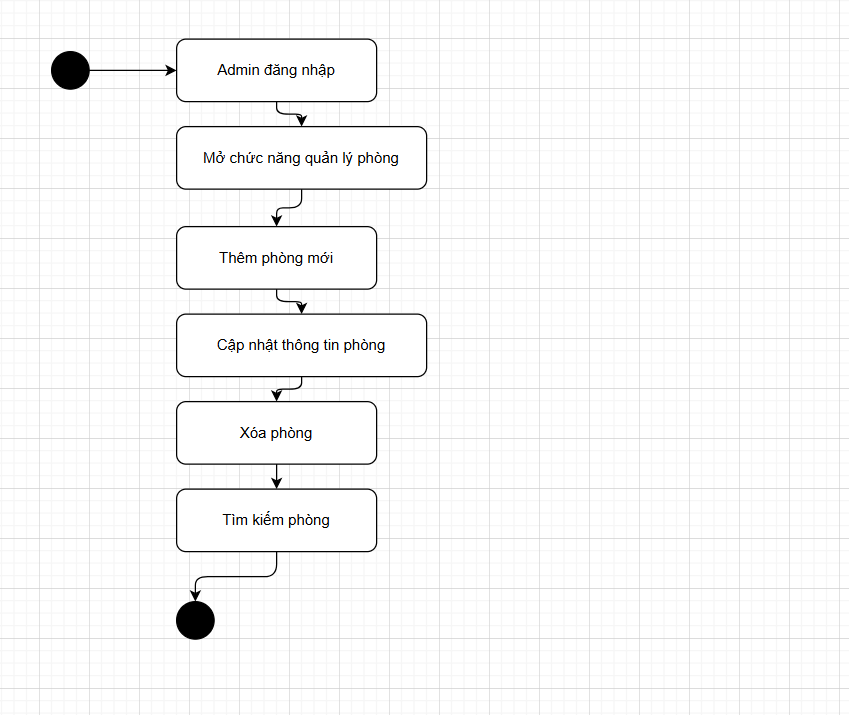 Admin đăng nhập
Mở chức năng quản lý phòng
Thêm phòng mới
Cập nhật thông tin phòng
Xóa phòng
Tìm kiếm phòng